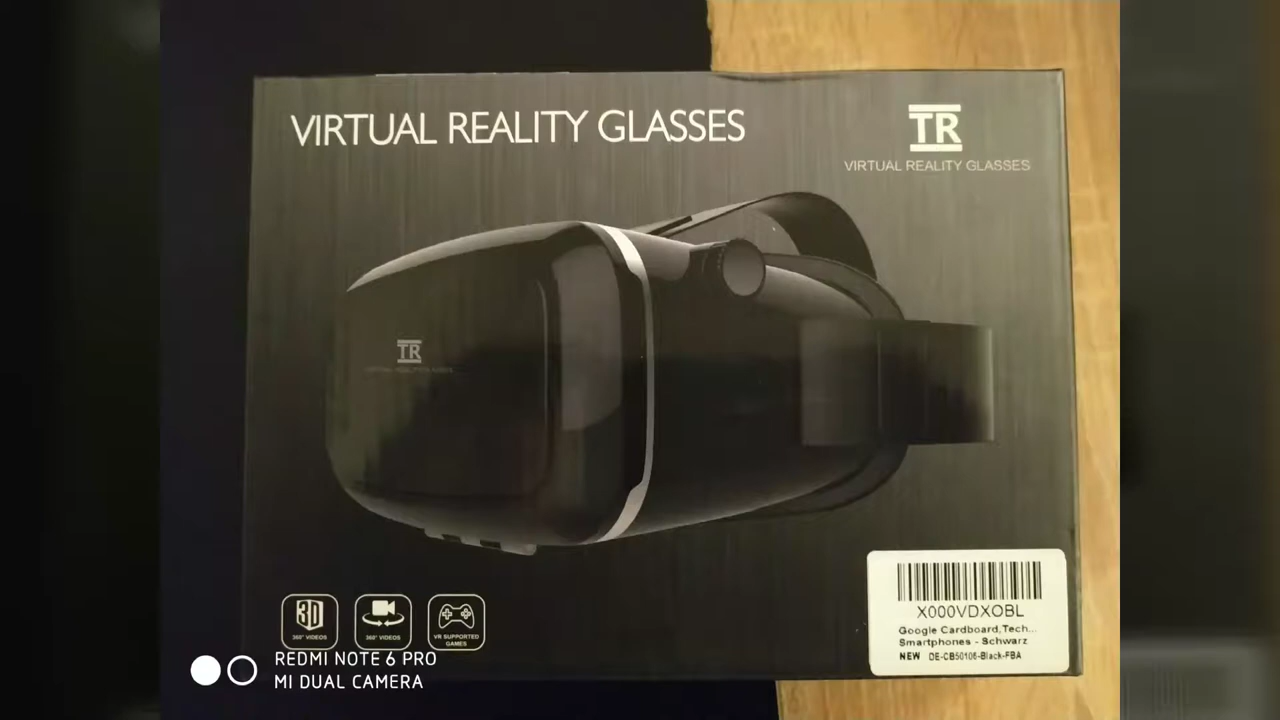 VIRTUAL REALITY GLASSES
TR
VIRTUAL REALITY GLASSES
TR
3D
360° VIDEOS
360° VIDEOS
VR SUPPORTED
GAMES
X000VDXOBL
Google Cardboard,Tech...
Smartphones - Schwarz
NEW DE-CB50106-Black-FBA
REDMI NOTE 6 PRO
MI DUAL CAMERA